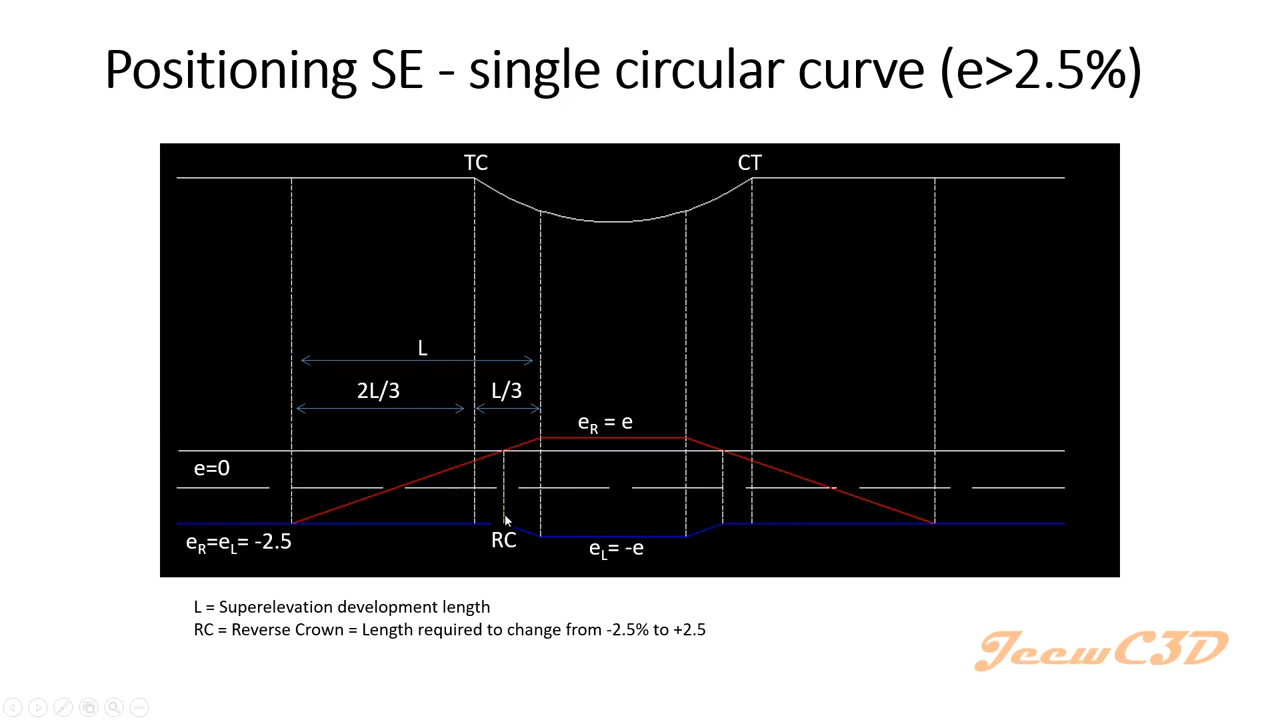 Positioning SE - single circular curve (e>2.5%)
TC CT
L
2L/3 L/3
eR = e
e=0
eR=eL= -2.5
RC
eL= -e
L = Superelevation development length
RC = Reverse Crown = Length required to change from -2.5% to +2.5
JeewC3D